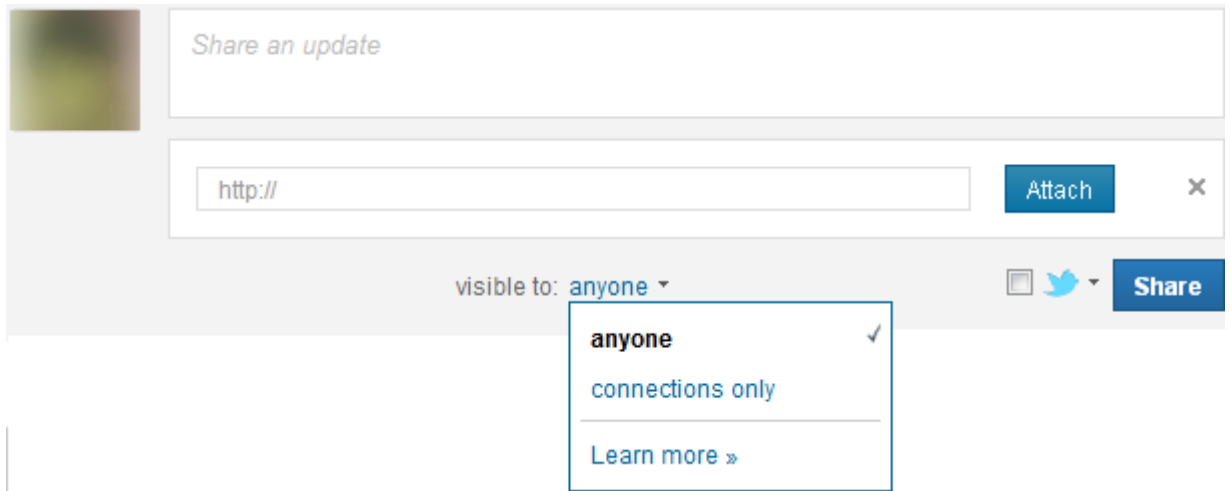 Share an update
http://
Attach
×
visible to: anyone
Share
anyone
connections only
Learn more »